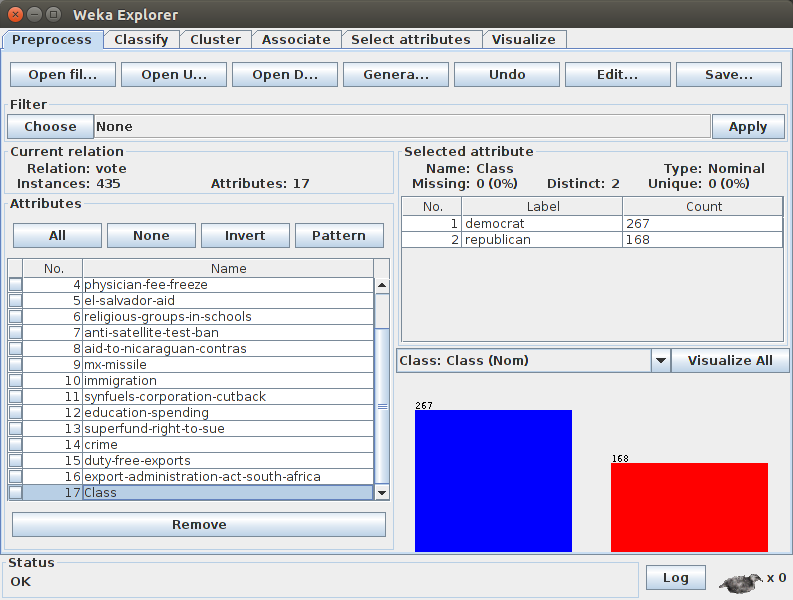 Weka Explorer
Preprocess Classify Cluster Associate Select attributes Visualize
Open fil... Open U... Open D... Genera... Undo Edit... Save...
Filter
Choose None Apply
Current relation
Relation: vote
Instances: 435 Attributes: 17
Attributes
All None Invert Pattern
No. Name
4 physician-fee-freeze
5 el-salvador-aid
6 religious-groups-in-schools
7 anti-satellite-test-ban
8 aid-to-nicaraguan-contras
9 mx-missile
10 immigration
11 synfuels-corporation-cutback
12 education-spending
13 superfund-right-to-sue
14 crime
15 duty-free-exports
16 export-administration-act-south-africa
17 Class
Remove
Selected attribute
Name: Class Type: Nominal
Missing: 0 (0%) Distinct: 2 Unique: 0 (0%)
No. Label Count
1 democrat 267
2 republican 168
Class: Class (Nom) Visualize All
267
168
Status
OK
Log x 0